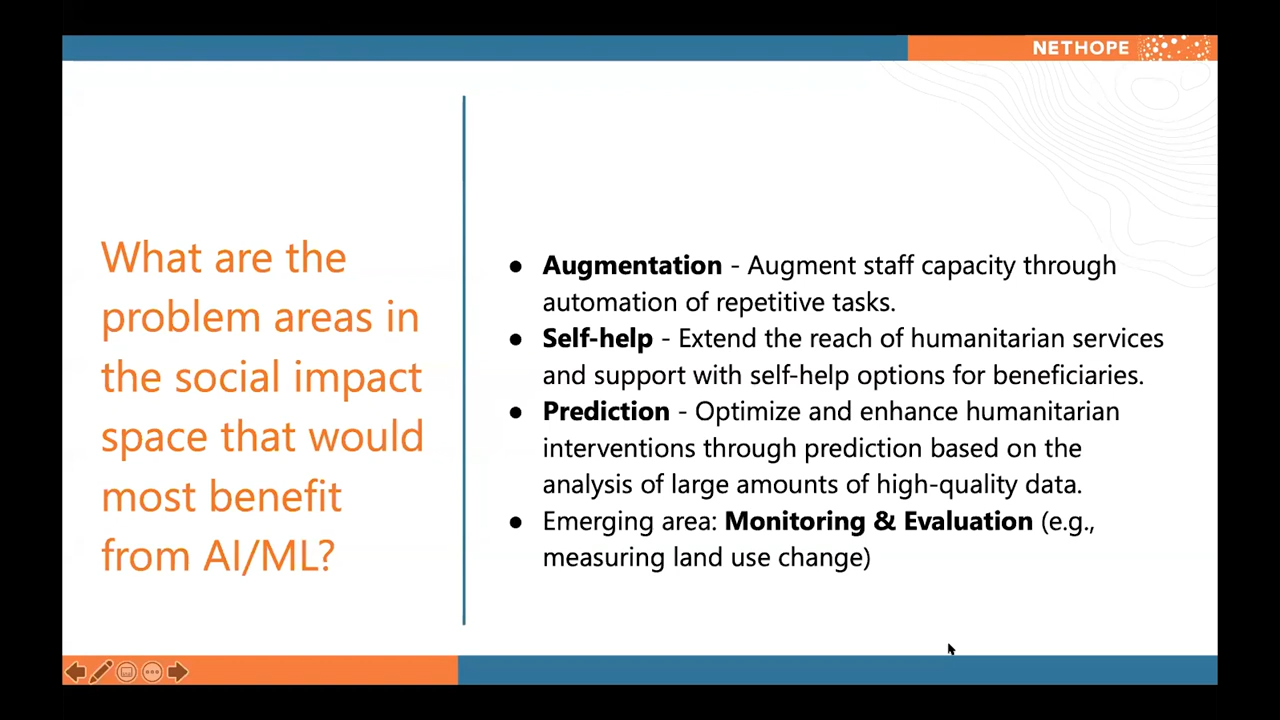 NETHOPE
What are the
problem areas in
the social impact
space that would
most benefit
from AI/ML?
● Augmentation - Augment staff capacity through
automation of repetitive tasks.
● Self-help - Extend the reach of humanitarian services
and support with self-help options for beneficiaries.
● Prediction - Optimize and enhance humanitarian
interventions through prediction based on the
analysis of large amounts of high-quality data.
● Emerging area: Monitoring & Evaluation (e.g.,
measuring land use change)